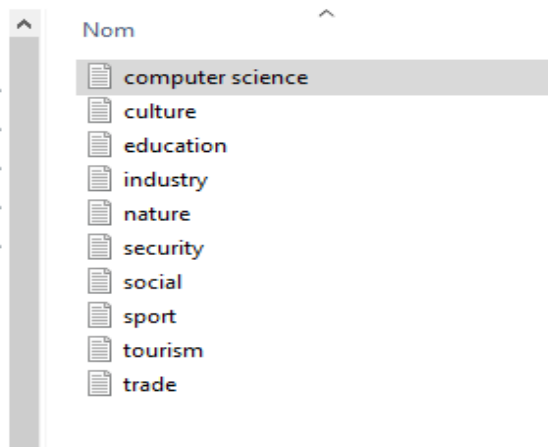 Nom
computer science
culture
education
industry
nature
security
social
sport
tourism
trade